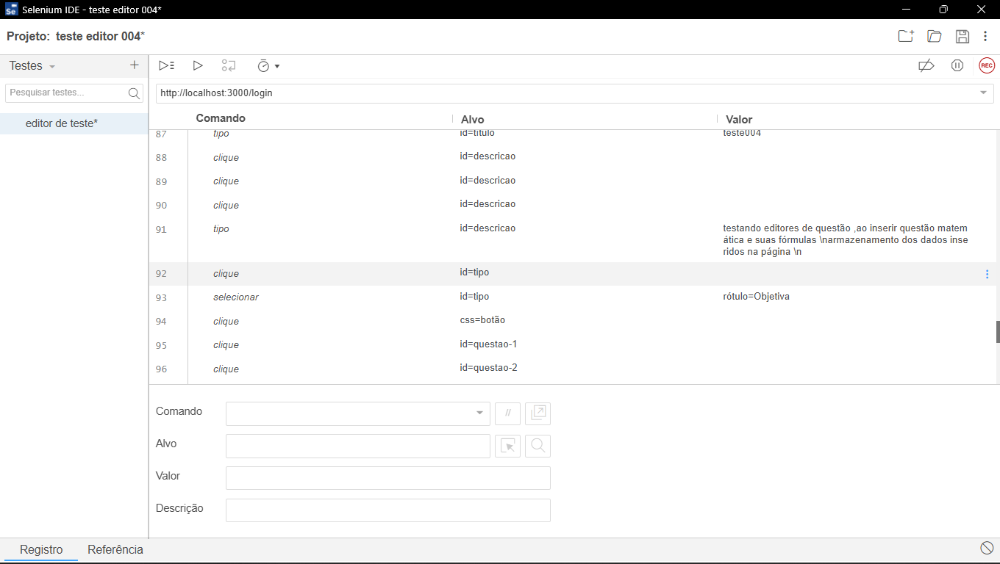 Selenium IDE - teste editor 004*
Projeto: teste editor 004*
Testes
Pesquisar testes...
editor de teste*
REC
http://localhost:3000/login
Comando Alvo Valor
87 tipo id=titulo teste004
88 clique id=descricao
89 clique id=descricao
90 clique id=descricao
91 tipo id=descricao testando editores de questão ,ao inserir questão matem
ática e suas fórmulas \narmazenamento dos dados inse
ridos na página \n
92 clique id=tipo
93 selecionar id=tipo rótulo=Objetiva
94 clique css=botão
95 clique id=questao-1
96 clique id=questao-2
Comando //
Alvo
Valor
Descrição
Registro Referência